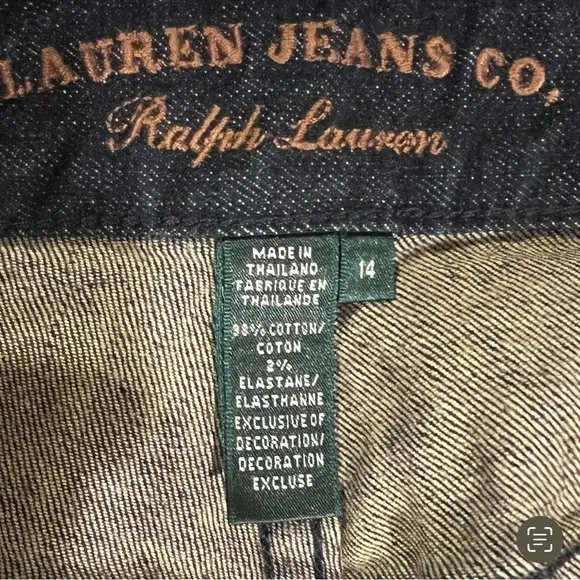 LAUREN JEANS CO.
Ralph Lauren
MADE IN
THAILAND
FABRIQUE EN
THAILANDE
14
98% COTTON/
COTON
2%
ELASTANE/
ELASTHANNE
EXCLUSIVE OF
DECORATION/
DECORATION
EXCLUSE